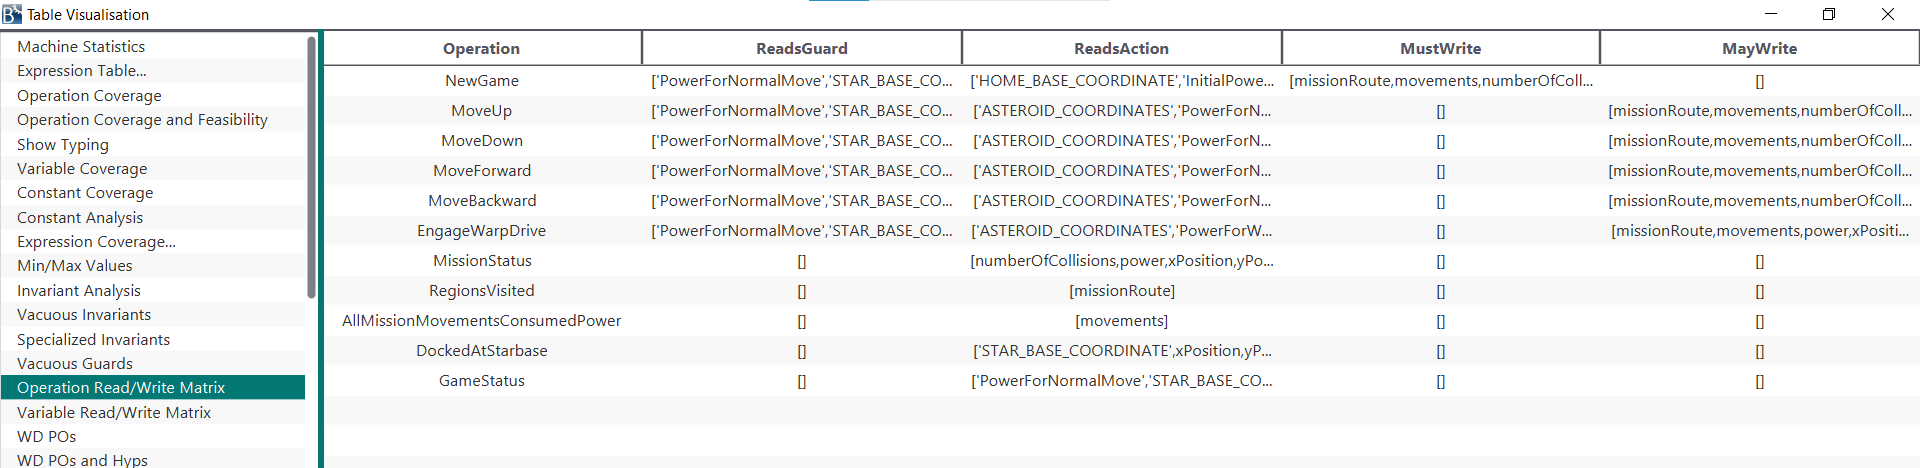 Table Visualisation
Machine Statistics
Expression Table...
Operation Coverage
Operation Coverage and Feasibility
Show Typing
Variable Coverage
Constant Coverage
Constant Analysis
Expression Coverage...
Min/Max Values
Invariant Analysis
Vacuous Invariants
Specialized Invariants
Vacuous Guards
Operation Read/Write Matrix
Variable Read/Write Matrix
WD POs
WD POs and Hyps
Operation ReadsGuard ReadsAction MustWrite MayWrite
NewGame ['PowerForNormalMove','STAR_BASE_CO... ['HOME_BASE_COORDINATE','InitialPowe... [missionRoute,movements,numberOfColl... []
MoveUp ['PowerForNormalMove','STAR_BASE_CO... ['ASTEROID_COORDINATES','PowerForN... [] [missionRoute,movements,numberOfColl...
MoveDown ['PowerForNormalMove','STAR_BASE_CO... ['ASTEROID_COORDINATES','PowerForN... [] [missionRoute,movements,numberOfColl...
MoveForward ['PowerForNormalMove','STAR_BASE_CO... ['ASTEROID_COORDINATES','PowerForN... [] [missionRoute,movements,numberOfColl...
MoveBackward ['PowerForNormalMove','STAR_BASE_CO... ['ASTEROID_COORDINATES','PowerForN... [] [missionRoute,movements,numberOfColl...
EngageWarpDrive ['PowerForNormalMove','STAR_BASE_CO... ['ASTEROID_COORDINATES','PowerForW... [] [missionRoute,movements,power,xPositi...
MissionStatus [] [numberOfCollisions,power,xPosition,yPo... [] []
RegionsVisited [] [missionRoute] [] []
AllMissionMovementsConsumedPower [] [movements] [] []
DockedAtStarbase [] ['STAR_BASE_COORDINATE',xPosition,yP... [] []
GameStatus [] ['PowerForNormalMove','STAR_BASE_CO... [] []